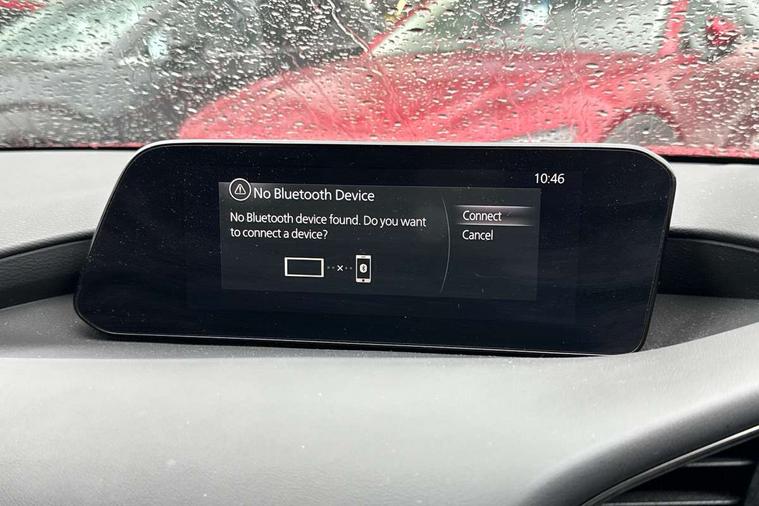 10:46
No Bluetooth Device
No Bluetooth device found. Do you want
to connect a device?
Connect
Cancel